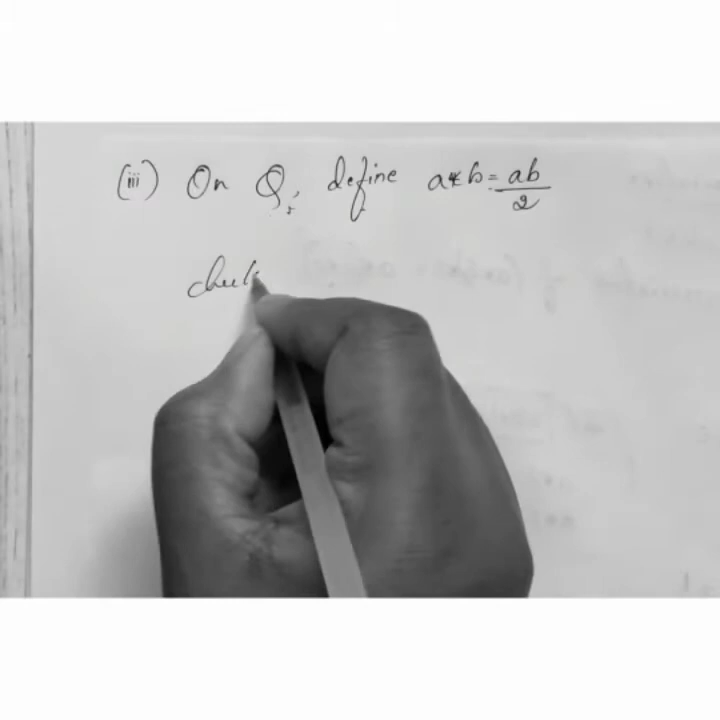 (iii) On Q, define a*b = ab/2